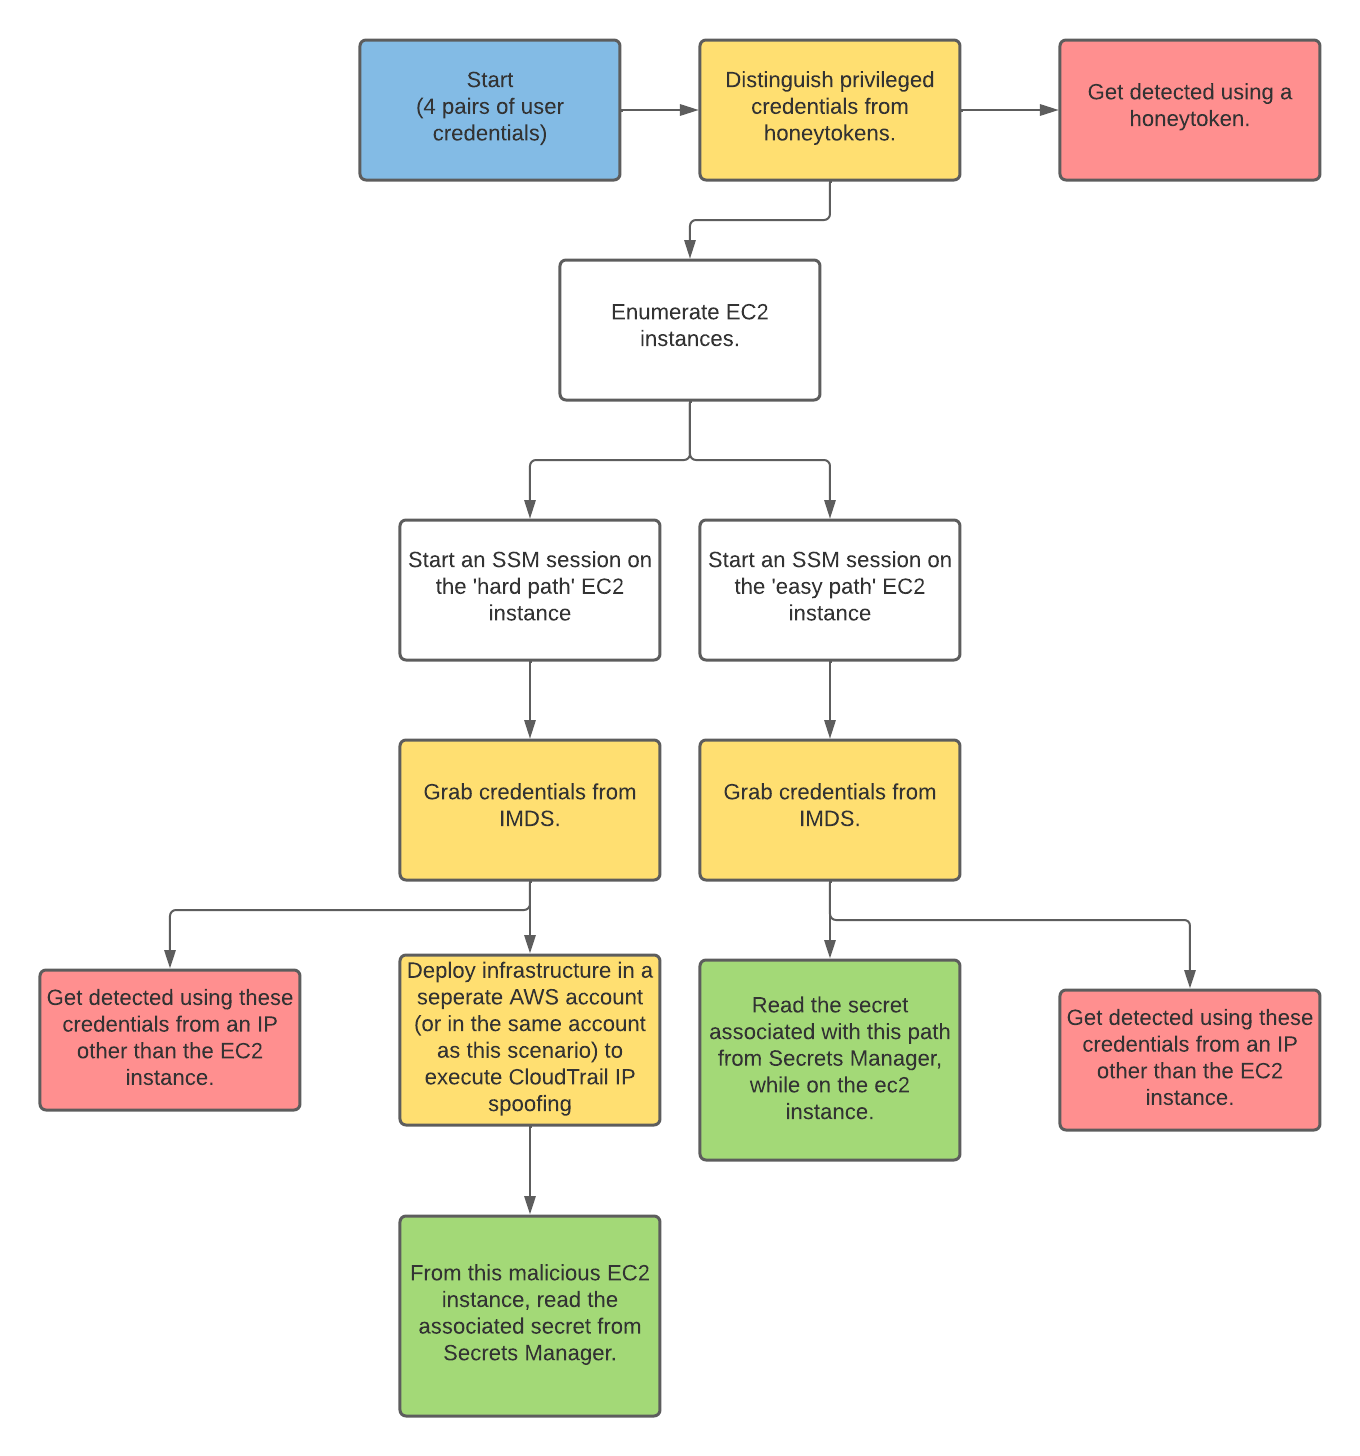 Start
(4 pairs of user
credentials)
Distinguish privileged
credentials from
honeytokens.
Get detected using a
honeytoken.
Enumerate EC2
instances.
Start an SSM session on
the 'hard path' EC2
instance
Start an SSM session on
the 'easy path' EC2
instance
Grab credentials from
IMDS.
Grab credentials from
IMDS.
Get detected using these
credentials from an IP
other than the EC2
instance.
Deploy infrastructure in a
seperate AWS account
(or in the same account
as this scenario) to
execute CloudTrail IP
spoofing
Read the secret
associated with this path
from Secrets Manager,
while on the ec2
instance.
Get detected using these
credentials from an IP
other than the EC2
instance.
From this malicious EC2
instance, read the
associated secret from
Secrets Manager.